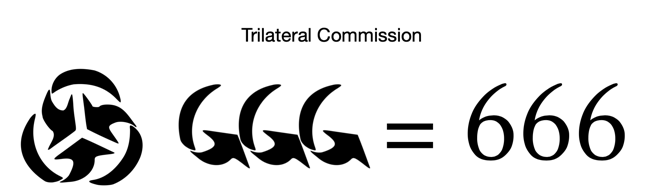 Trilateral Commission
= 666